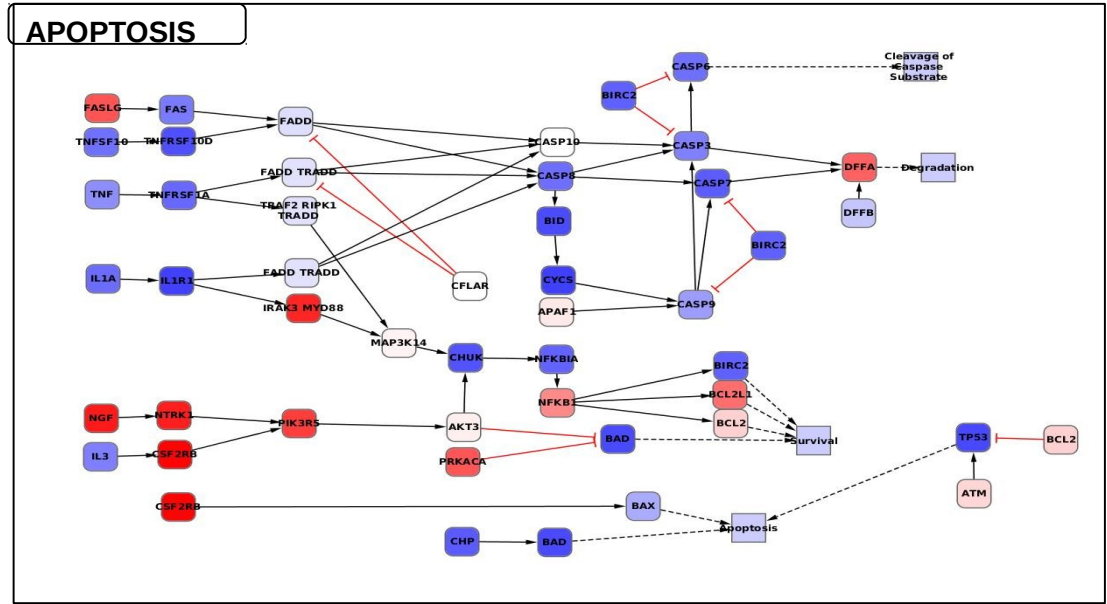 APOPTOSIS
CASP6
Cleavage of
Caspase
Substrate
BIRC2
FASLG
FAS
FADD
TNFSF10
TNFRSF10D
CASP10
CASP3
FADD TRADD
CASP8
CASP7
DFFA
Degradation
TNF
TNFRSF1A
TRAF2 RIPK1
TRADD
BID
DFFB
BIRC2
IL1A
IL1R1
FADD TRADD
CFLAR
CYCS
IRAK3 MYD88
APAF1
CASP9
MAP3K14
CHUK
NFKBIA
BIRC2
BCL2L1
NFKB1
BCL2
NGF
NTRK1
PIK3R5
AKT3
BAD
Survival
TP53
BCL2
IL3
CSF2RB
PRKACA
ATM
CSF2RB
BAX
Apoptosis
CHP
BAD